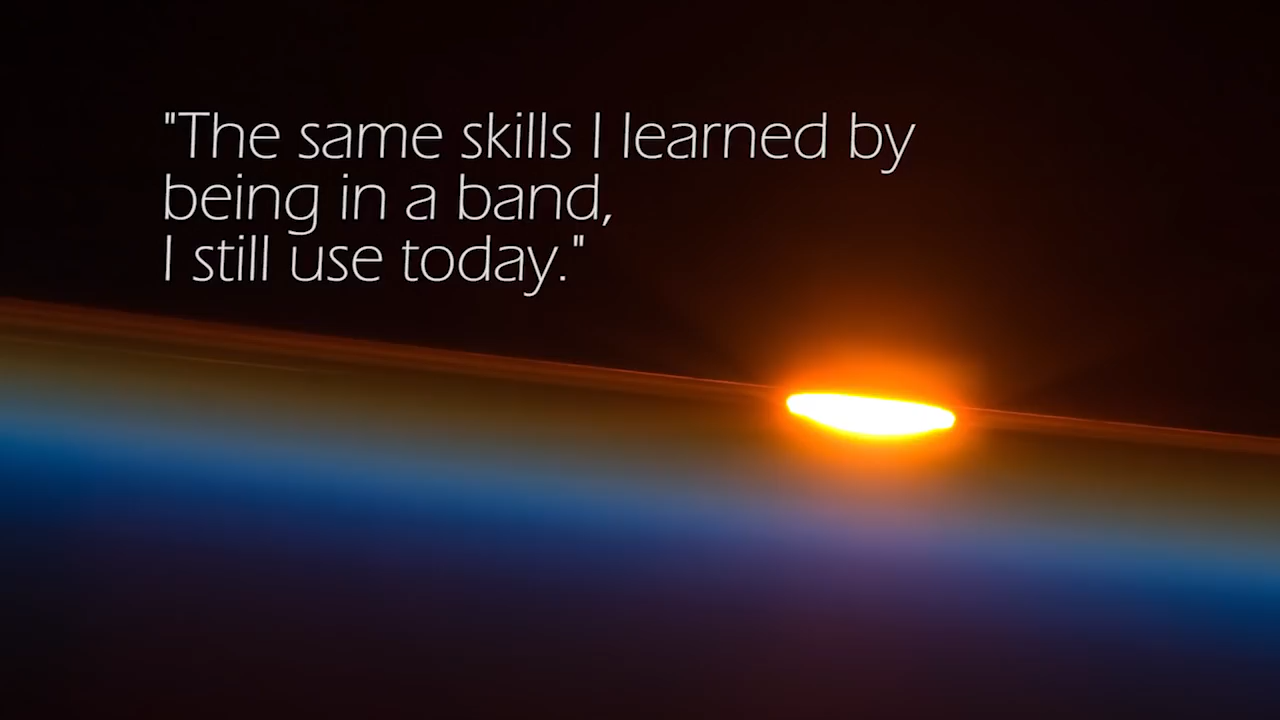 "The same skills I learned by
being in a band,
I still use today."